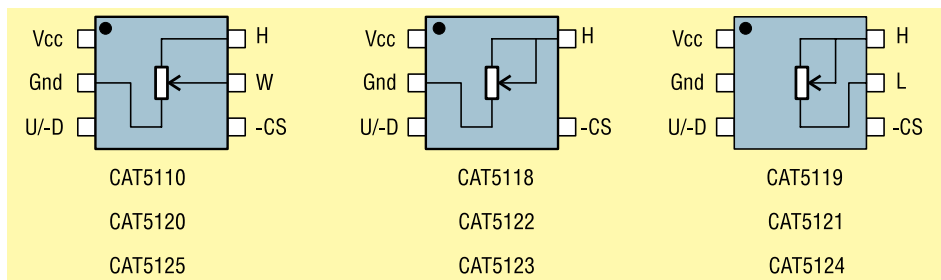 Vcc H Vcc H Vcc H
Gnd W Gnd Gnd L
U/-D -CS U/-D -CS U/-D -CS
CAT5110 CAT5118 CAT5119
CAT5120 CAT5122 CAT5121
CAT5125 CAT5123 CAT5124